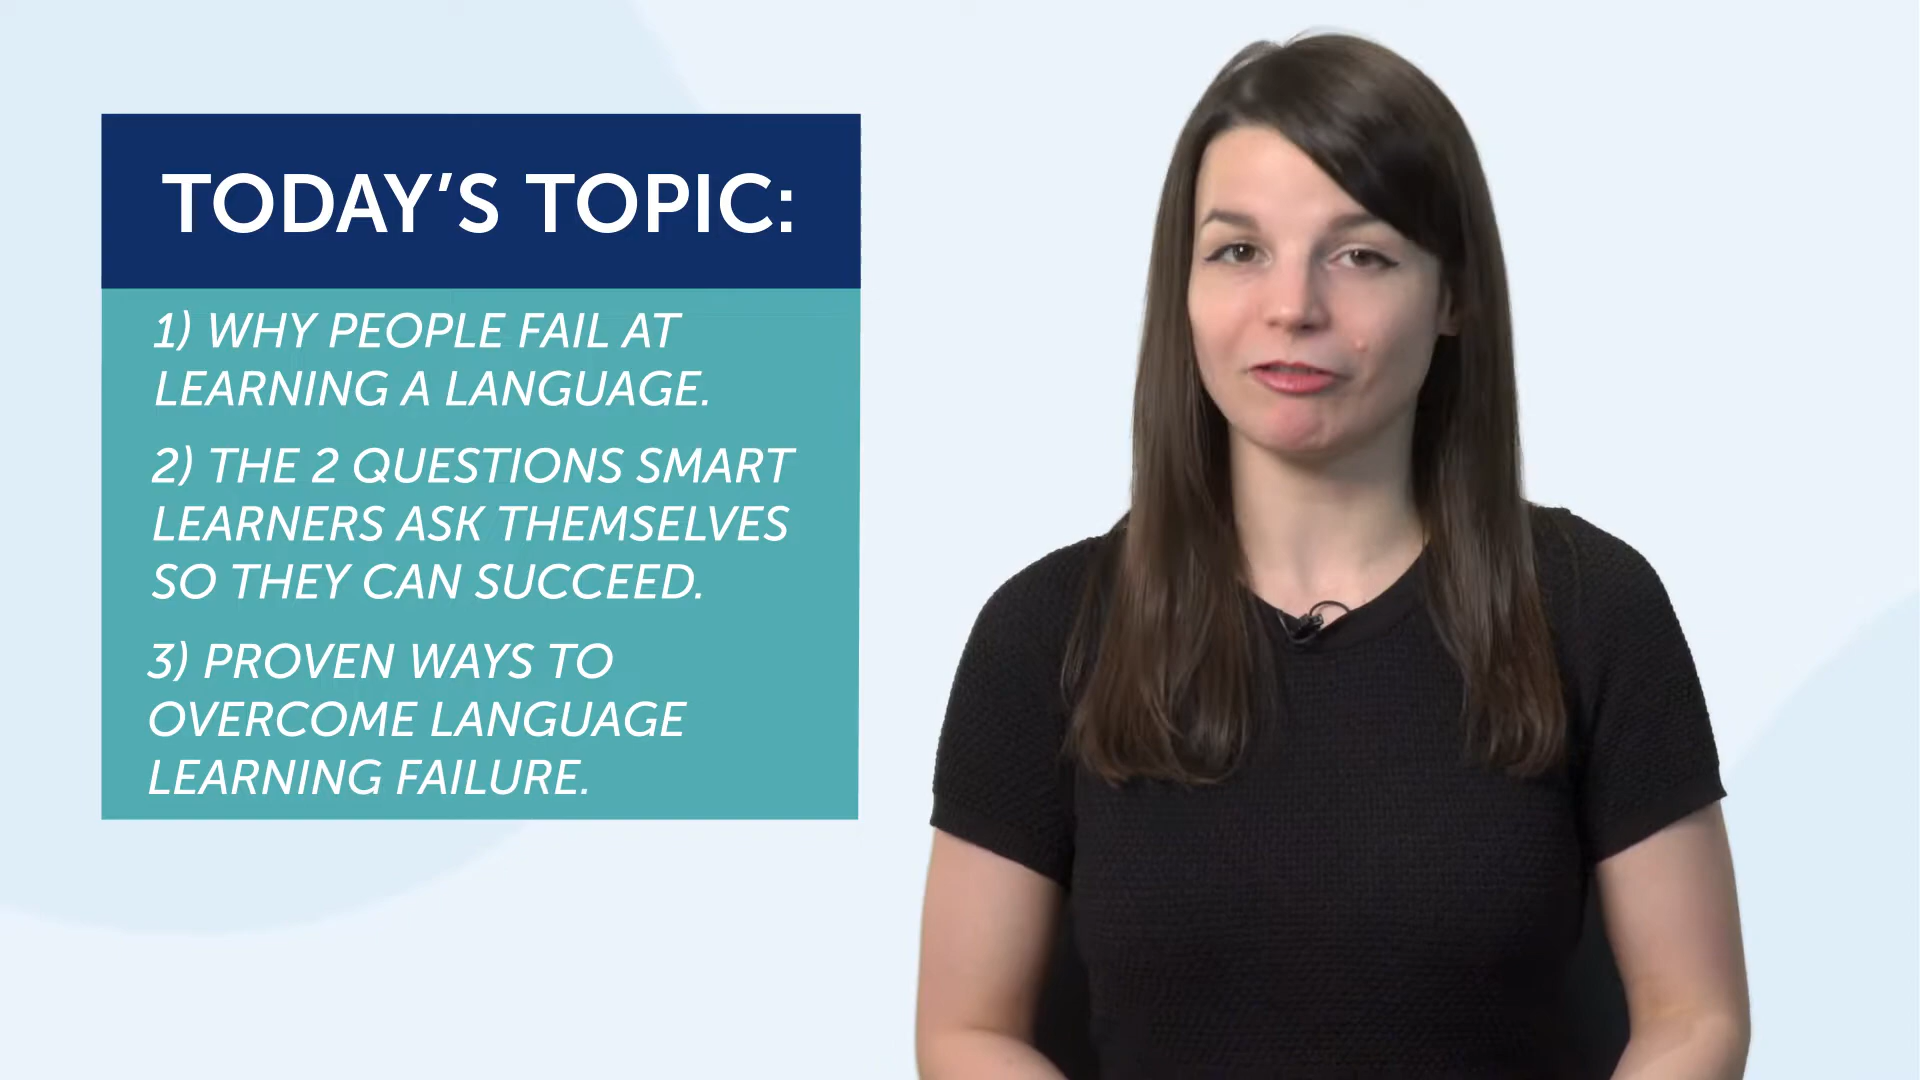 TODAY'S TOPIC:
1) WHY PEOPLE FAIL AT
LEARNING A LANGUAGE.
2) THE 2 QUESTIONS SMART
LEARNERS ASK THEMSELVES
SO THEY CAN SUCCEED.
3) PROVEN WAYS TO
OVERCOME LANGUAGE
LEARNING FAILURE.